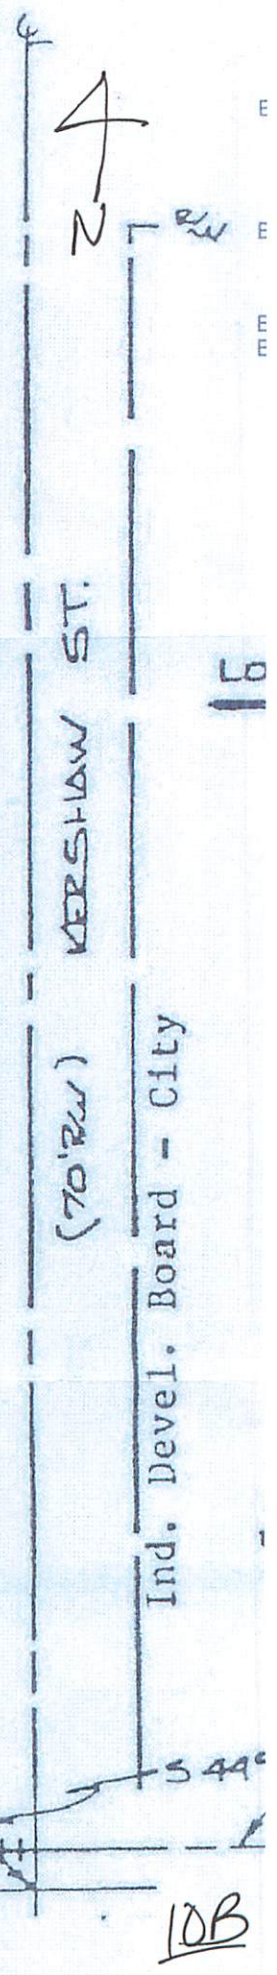 N
R/W
KERSHAW ST.
(70' R/W)
Ind. Devel. Board - City
S 44°
10B